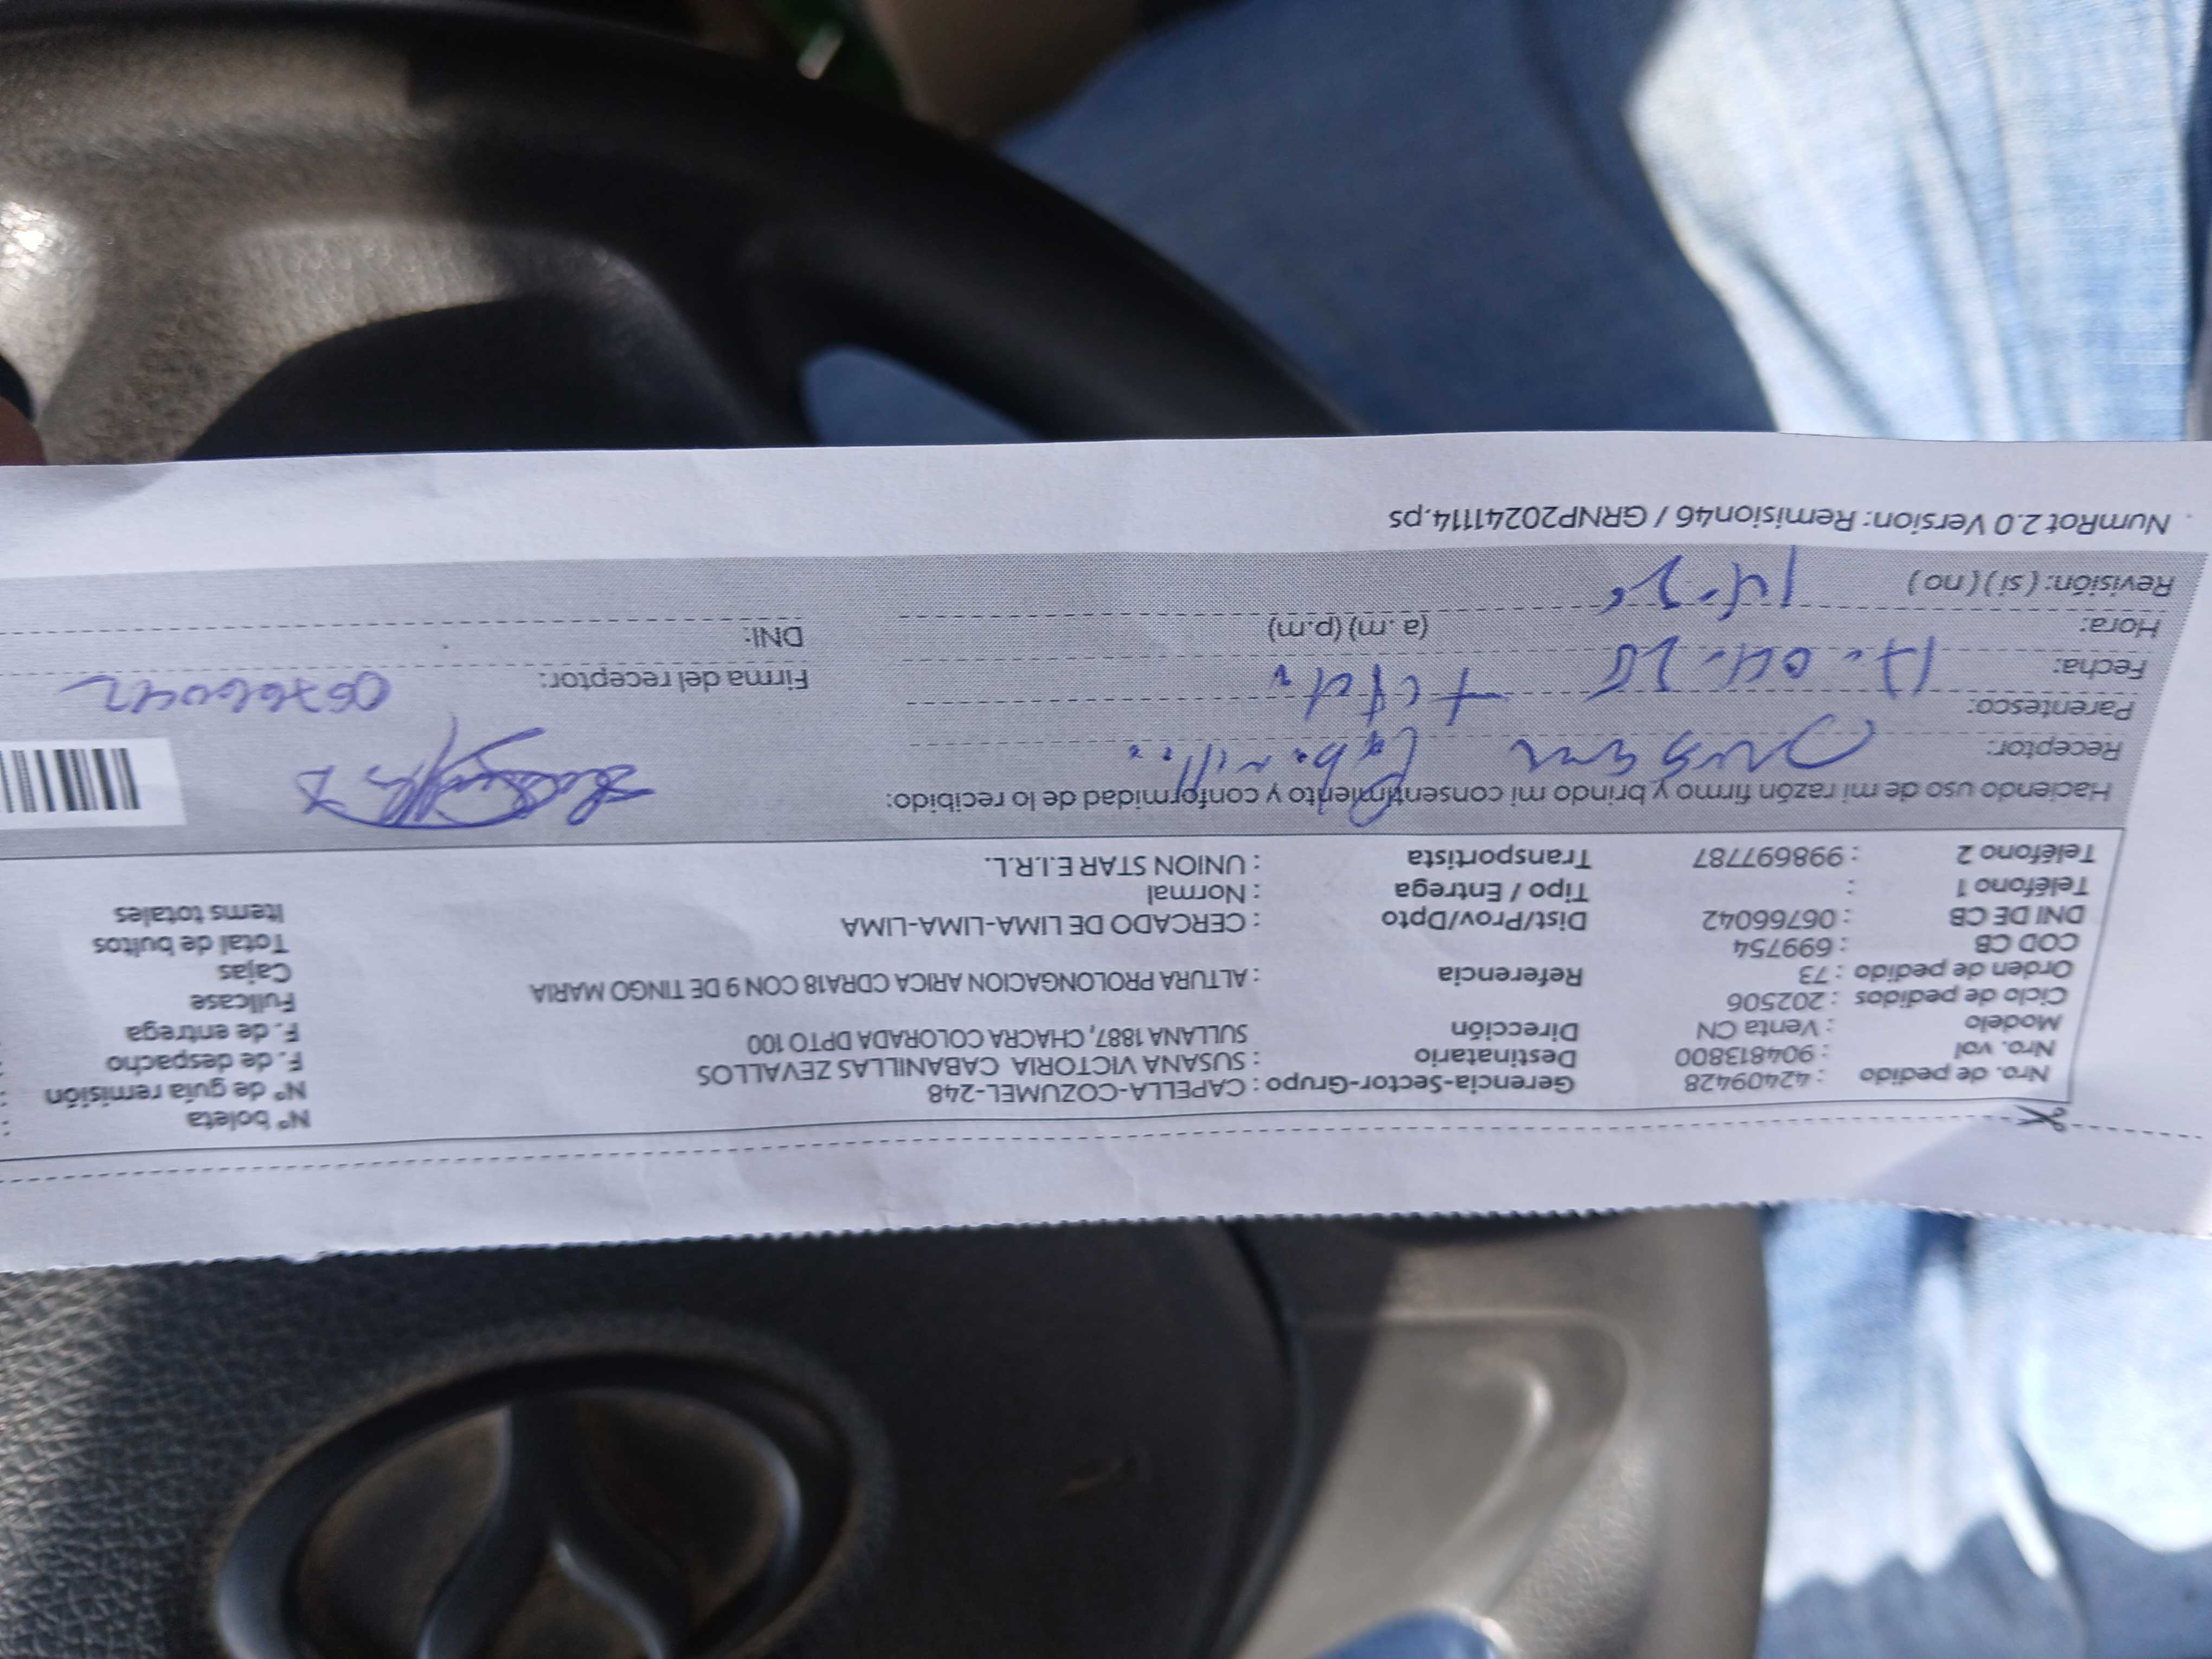 Nº boleta :
Nro. de pedido : 42409428 Gerencia-Sector-Grupo : CAPELLA-COZUMEL-248 Nº de guía remisión :
Nro. vol : 904813800 Destinatario : SUSANA VICTORIA CABANILLAS ZEVALLOS F. de despacho
Modelo : Venta CN Dirección SULLANA 1887, CHACRA COLORADA DPTO 100 F. de entrega
Ciclo de pedidos : 202506 Fullcase
Orden de pedido : 73 Referencia : ALTURA PROLONGACION ARICA CDRA18 CON 9 DE TINGO MARIA Cajas
COD CB : 699754 Total de bultos
DNI DE CB : 06766042 Dist/Prov/Dpto : CERCADO DE LIMA-LIMA-LIMA Items totales
Teléfono 1 : Tipo / Entrega : Normal
Teléfono 2 : 998697787 Transportista : UNION STAR E.I.R.L.
Haciendo uso de mi razón firmo y brindo mi consentimiento y conformidad de lo recibido:
Receptor: Susana Cabanillas
Parentesco: Firma del receptor: 06766042
Fecha: 17-04-25 DNI:
Hora: (a.m) (p.m)
Revisión: ( si ) ( no )
NumRot 2.0 Version: Remision46 / GRNP20241114.ps